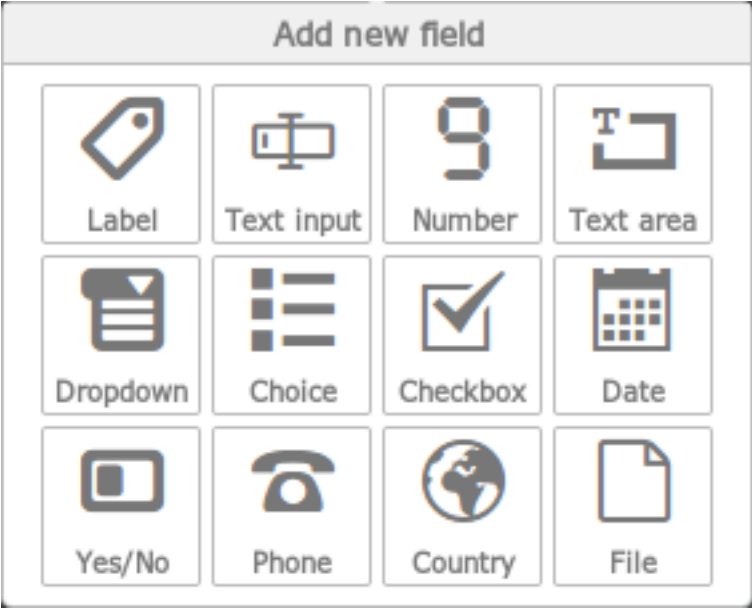 Add new field
Label Text input Number Text area
Dropdown Choice Checkbox Date
Yes/No Phone Country File